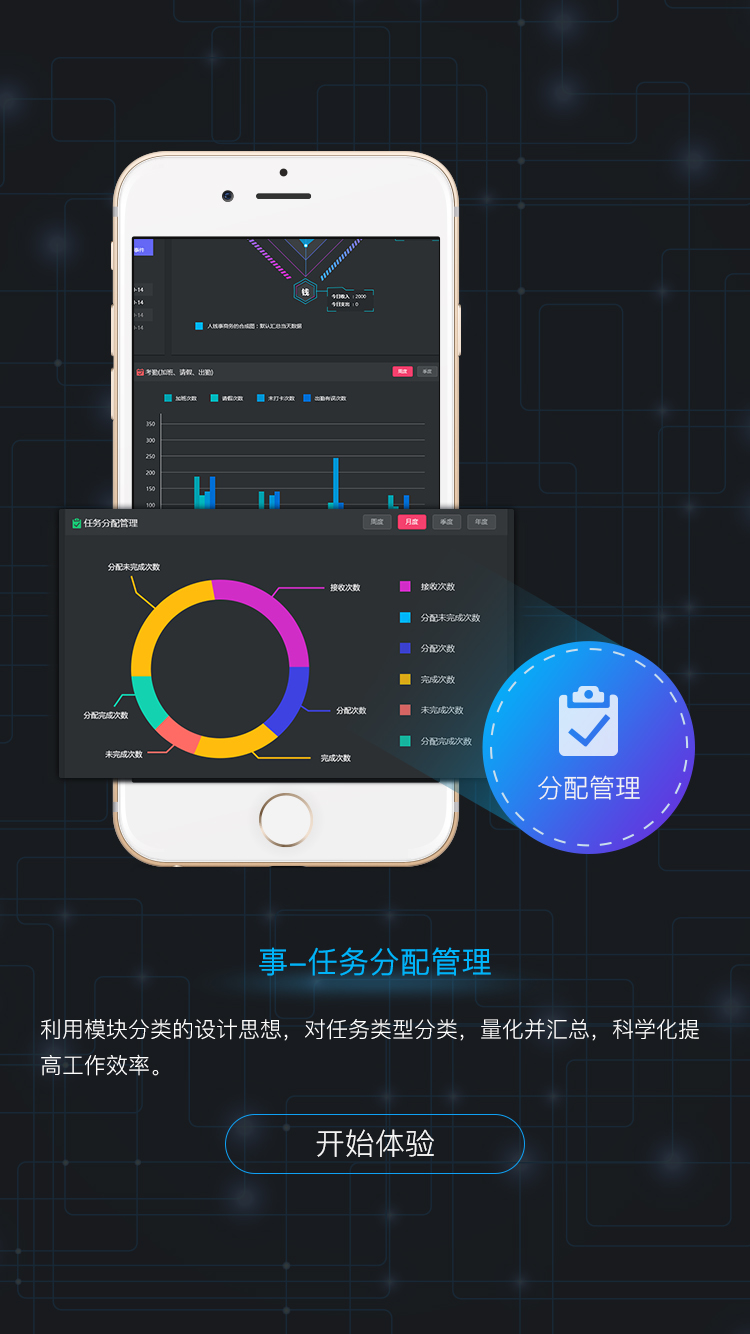 事件
-14
-14
-14
-14
钱
今日收入：2000
今日支出：0
人钱事商务的合成图：默认汇总当天数据
考勤(加班、请假、出勤)
周度
季度
加班次数
请假次数
未打卡次数
出勤有误次数
350
300
250
200
150
100
任务分配管理
周度
月度
季度
年度
分配未完成次数
接收次数
分配次数
完成次数
未完成次数
分配完成次数
接收次数
分配未完成次数
分配次数
完成次数
未完成次数
分配完成次数
分配管理
事-任务分配管理
利用模块分类的设计思想，对任务类型分类，量化并汇总，科学化提
高工作效率。
开始体验